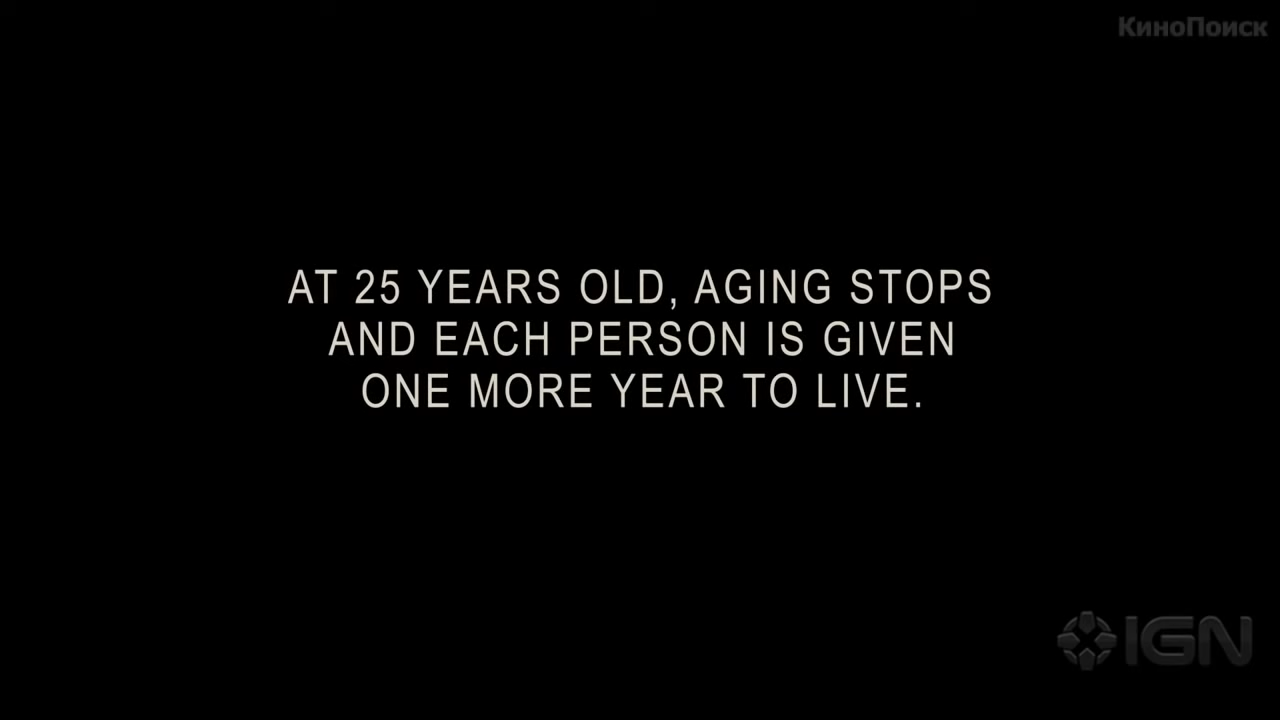 КиноПоиск
AT 25 YEARS OLD, AGING STOPS
AND EACH PERSON IS GIVEN
ONE MORE YEAR TO LIVE.
IGN